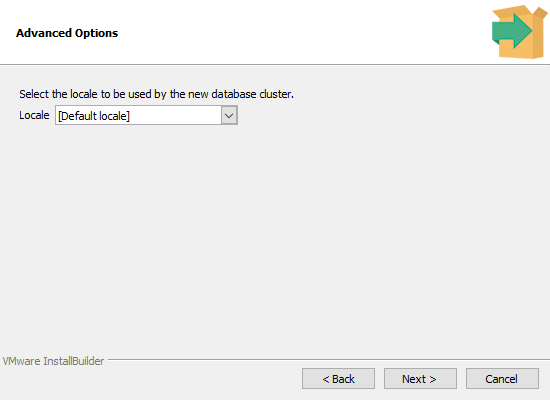 Advanced Options
Select the locale to be used by the new database cluster.
Locale [Default locale]
VMware InstallBuilder
< Back Next > Cancel